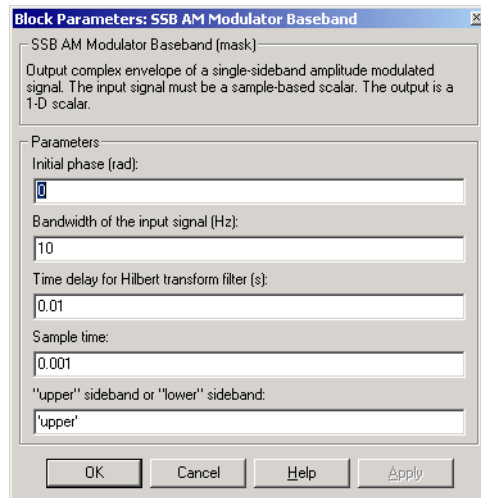 Block Parameters: SSB AM Modulator Baseband
SSB AM Modulator Baseband (mask)
Output complex envelope of a single-sideband amplitude modulated
signal. The input signal must be a sample-based scalar. The output is a
1-D scalar.
Parameters
Initial phase (rad):
0
Bandwidth of the input signal (Hz):
10
Time delay for Hilbert transform filter (s):
0.01
Sample time:
0.001
"upper" sideband or "lower" sideband:
'upper'
OK Cancel Help Apply